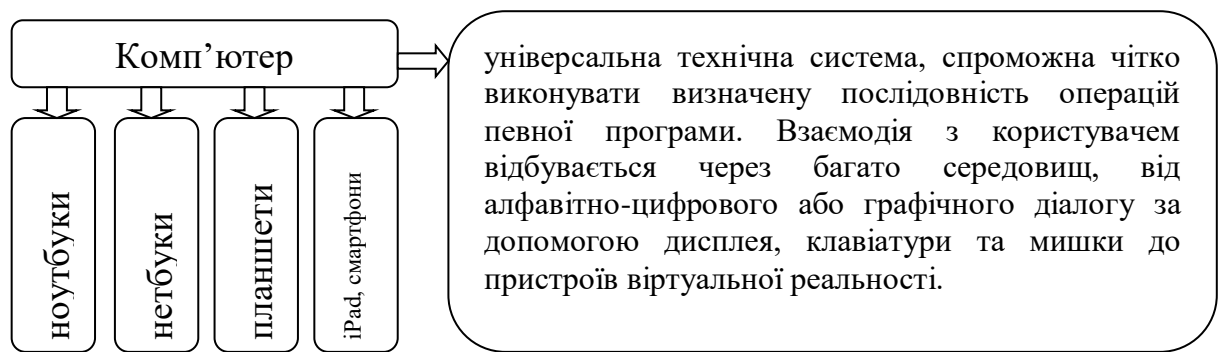 Комп’ютер
універсальна технічна система, спроможна чітко
виконувати визначену послідовність операцій
певної програми. Взаємодія з користувачем
відбувається через багато середовищ, від
алфавітно-цифрового або графічного діалогу за
допомогою дисплея, клавіатури та мишки до
пристроїв віртуальної реальності.
ноутбуки
нетбуки
планшети
iPad, смартфони